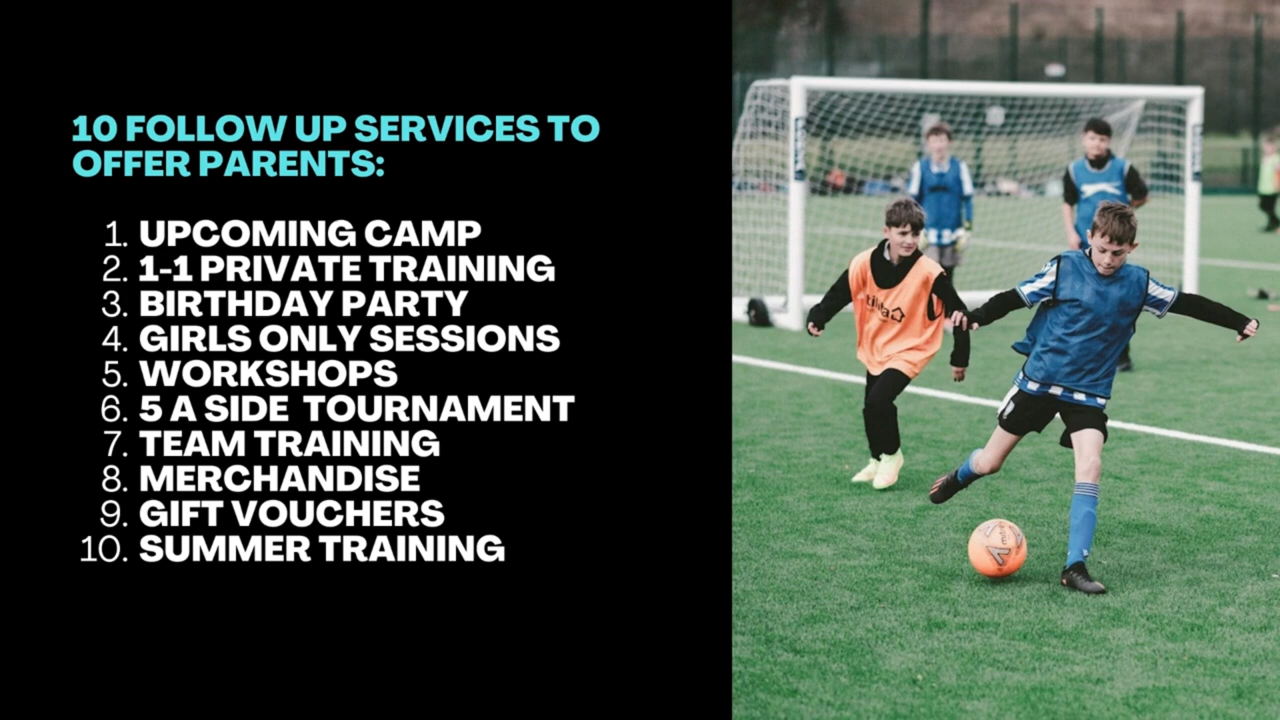 10 FOLLOW UP SERVICES TO
OFFER PARENTS:
1. UPCOMING CAMP
2. 1-1 PRIVATE TRAINING
3. BIRTHDAY PARTY
4. GIRLS ONLY SESSIONS
5. WORKSHOPS
6. 5 A SIDE TOURNAMENT
7. TEAM TRAINING
8. MERCHANDISE
9. GIFT VOUCHERS
10. SUMMER TRAINING